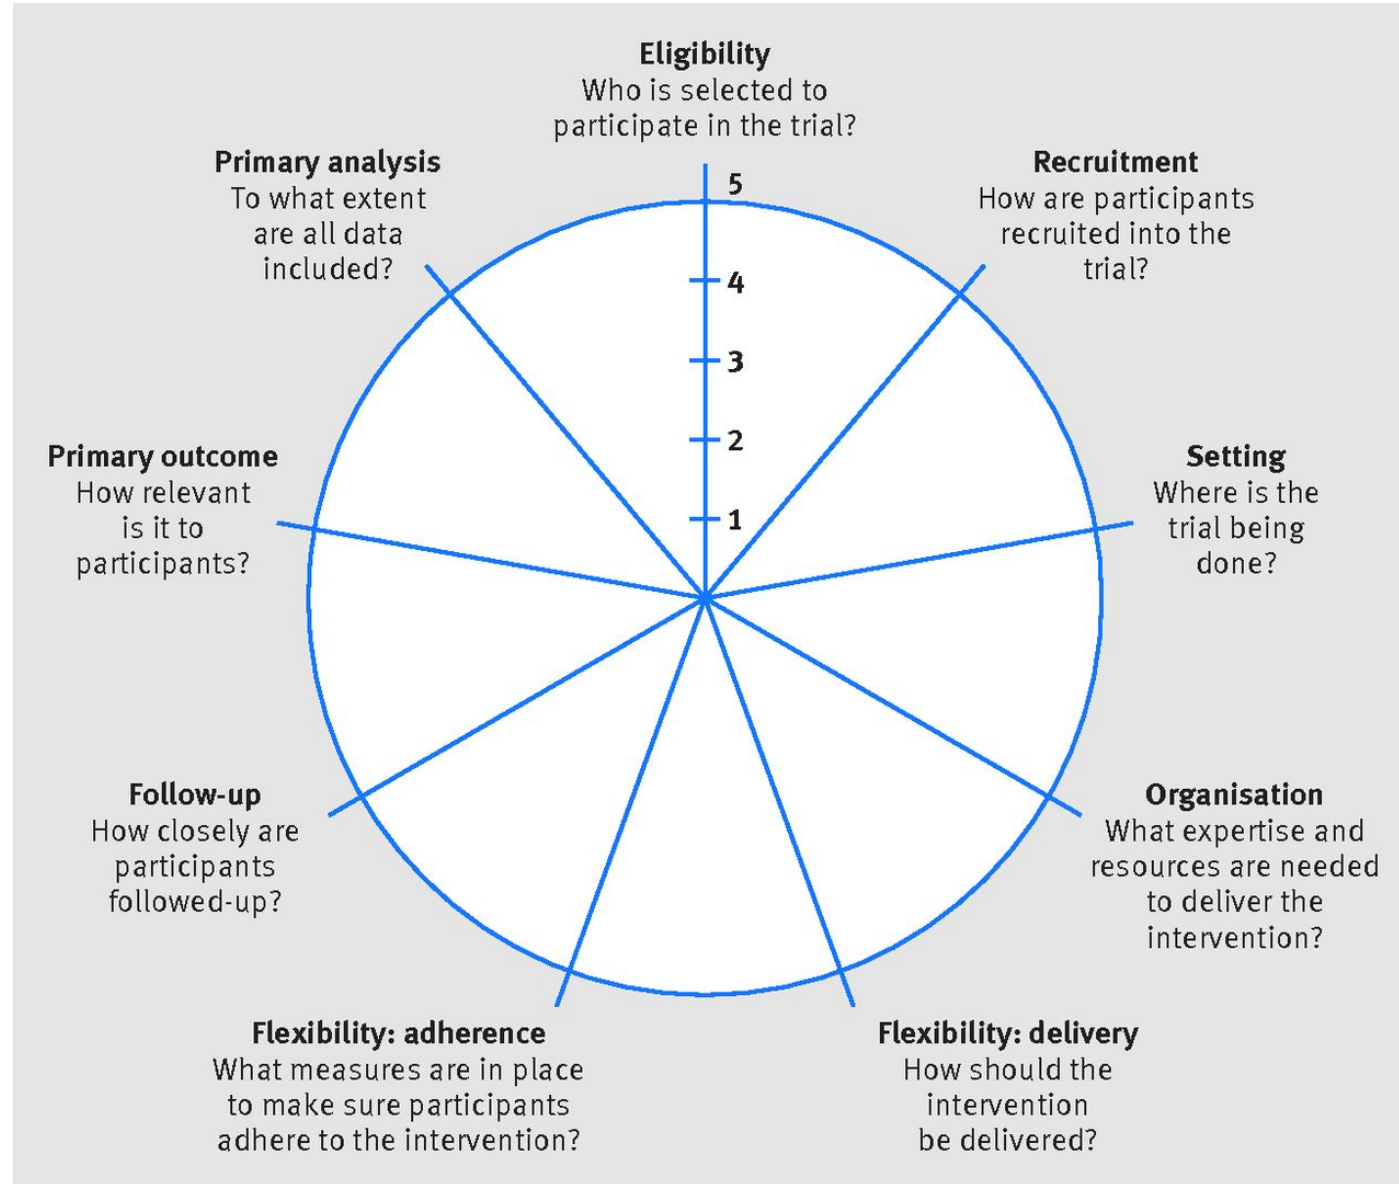 Eligibility
Who is selected to
participate in the trial?
Primary analysis
To what extent
are all data
included?
Recruitment
How are participants
recruited into the
trial?
5
4
3
2
1
Primary outcome
How relevant
is it to
participants?
Setting
Where is the
trial being
done?
Follow-up
How closely are
participants
followed-up?
Organisation
What expertise and
resources are needed
to deliver the
intervention?
Flexibility: adherence
What measures are in place
to make sure participants
adhere to the intervention?
Flexibility: delivery
How should the
intervention
be delivered?